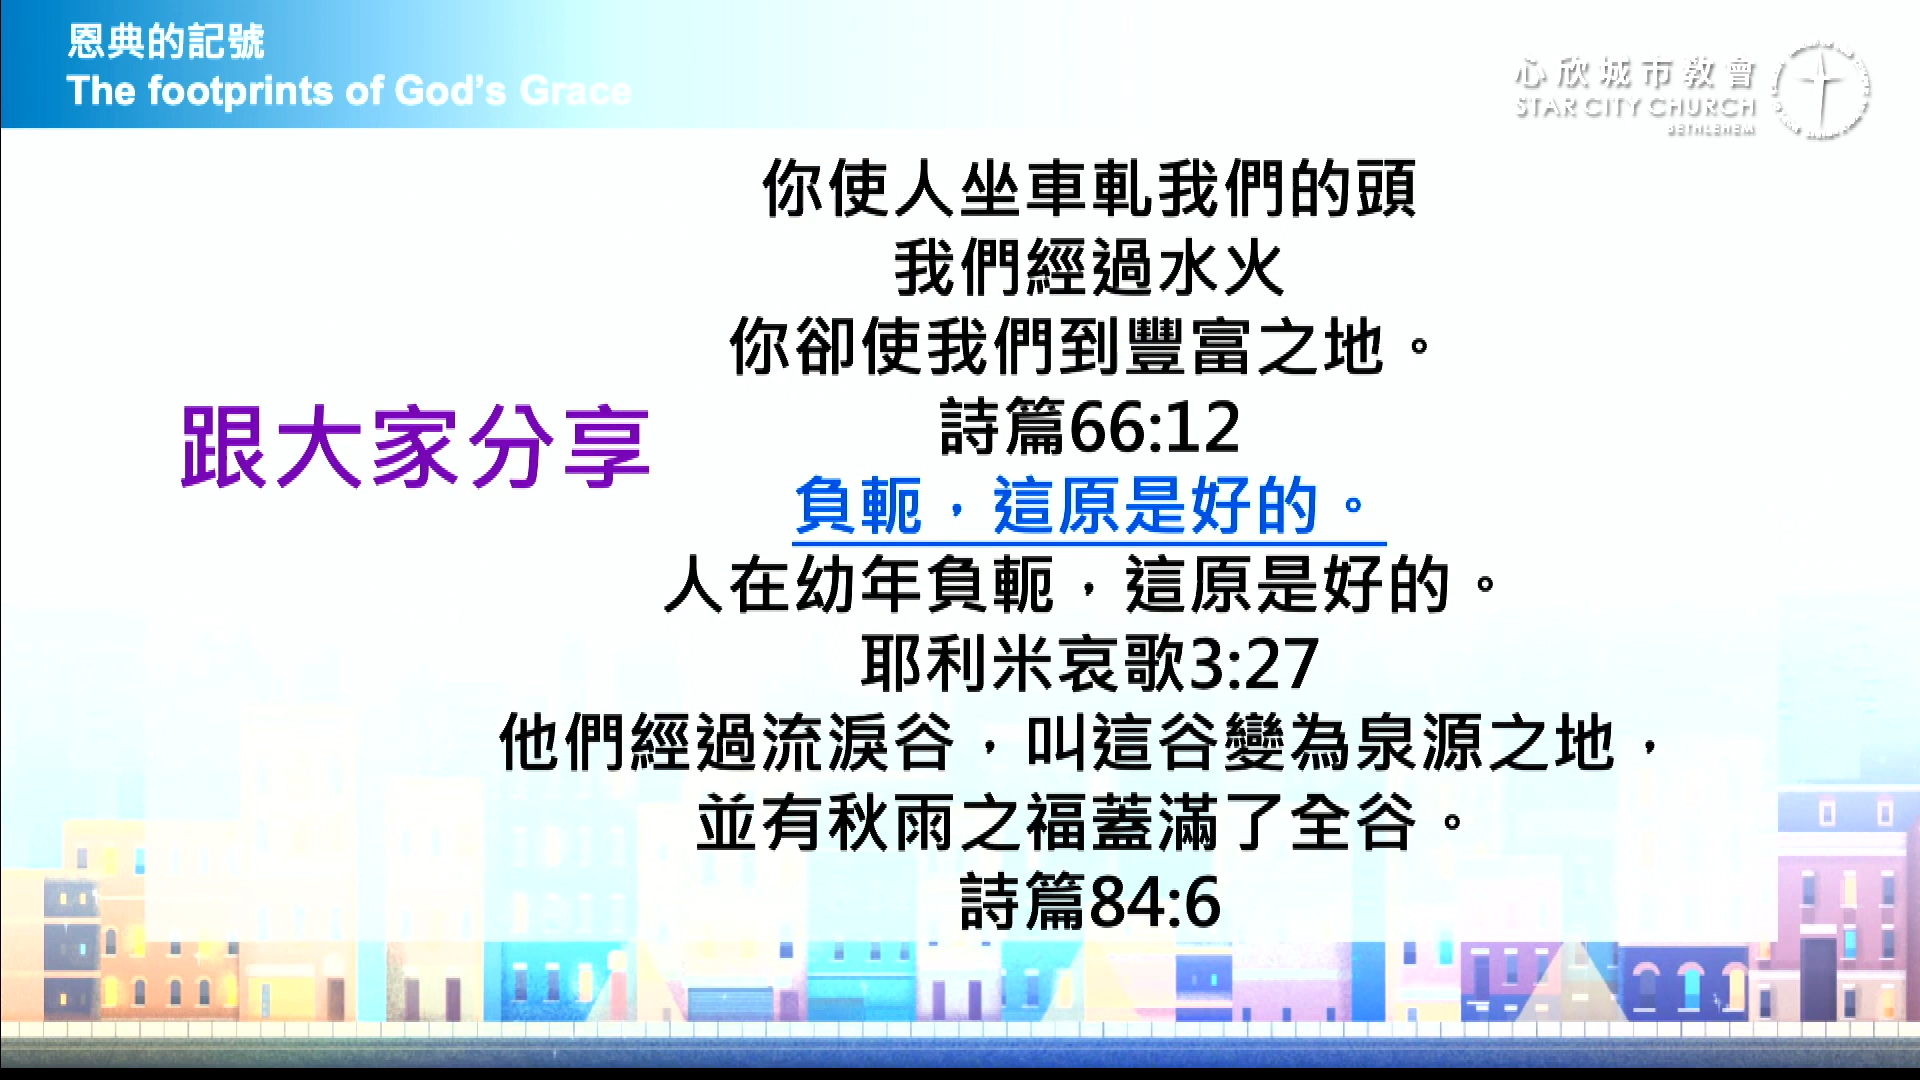 恩典的記號
The footprints of God's Grace
心欣城市教會
STAR CITY CHURCH
BETHLEHEM
跟大家分享
你使人坐車軋我們的頭
我們經過水火
你卻使我們到豐富之地。
詩篇66:12
負軛，這原是好的。
人在幼年負軛，這原是好的。
耶利米哀歌3:27
他們經過流淚谷，叫這谷變為泉源之地，
並有秋雨之福蓋滿了全谷。
詩篇84:6